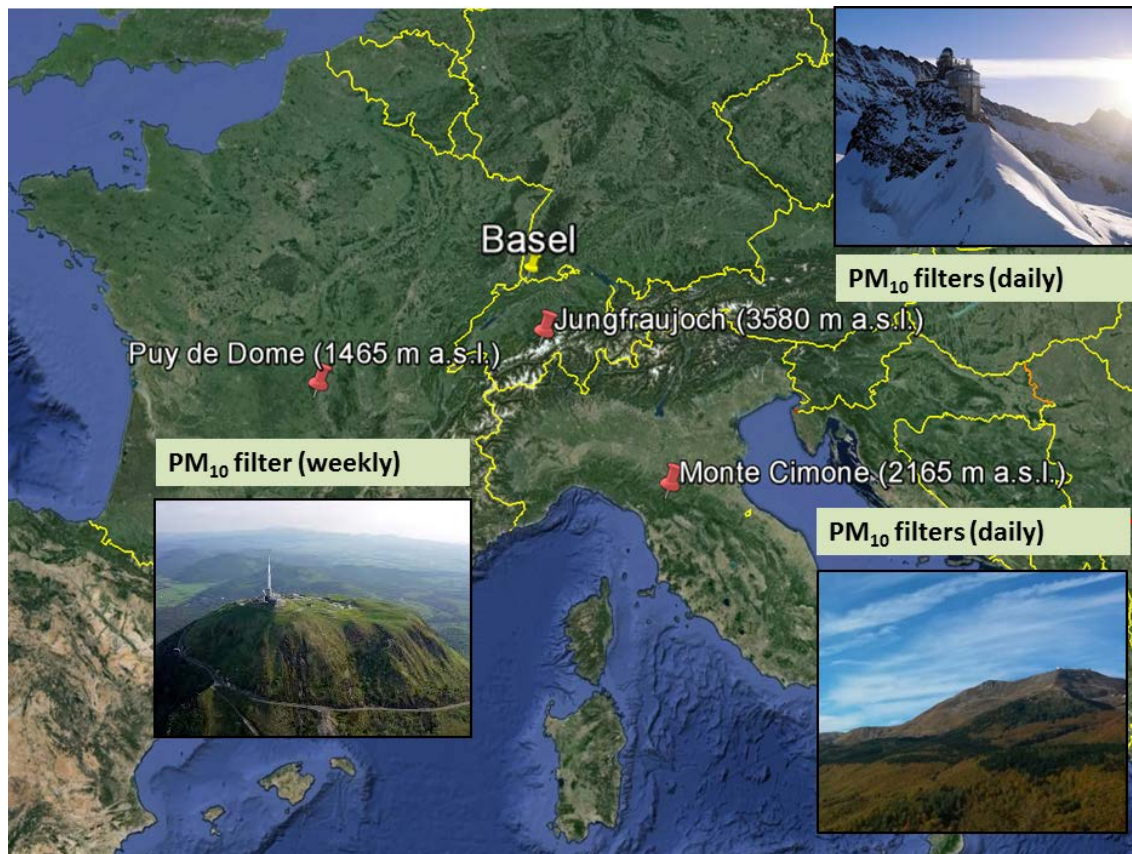 PM₁₀ filters (daily)
Basel
Jungfraujoch (3580 m a.s.l.)
Puy de Dome (1465 m a.s.l.)
PM₁₀ filter (weekly)
Monte Cimone (2165 m a.s.l.)
PM₁₀ filters (daily)